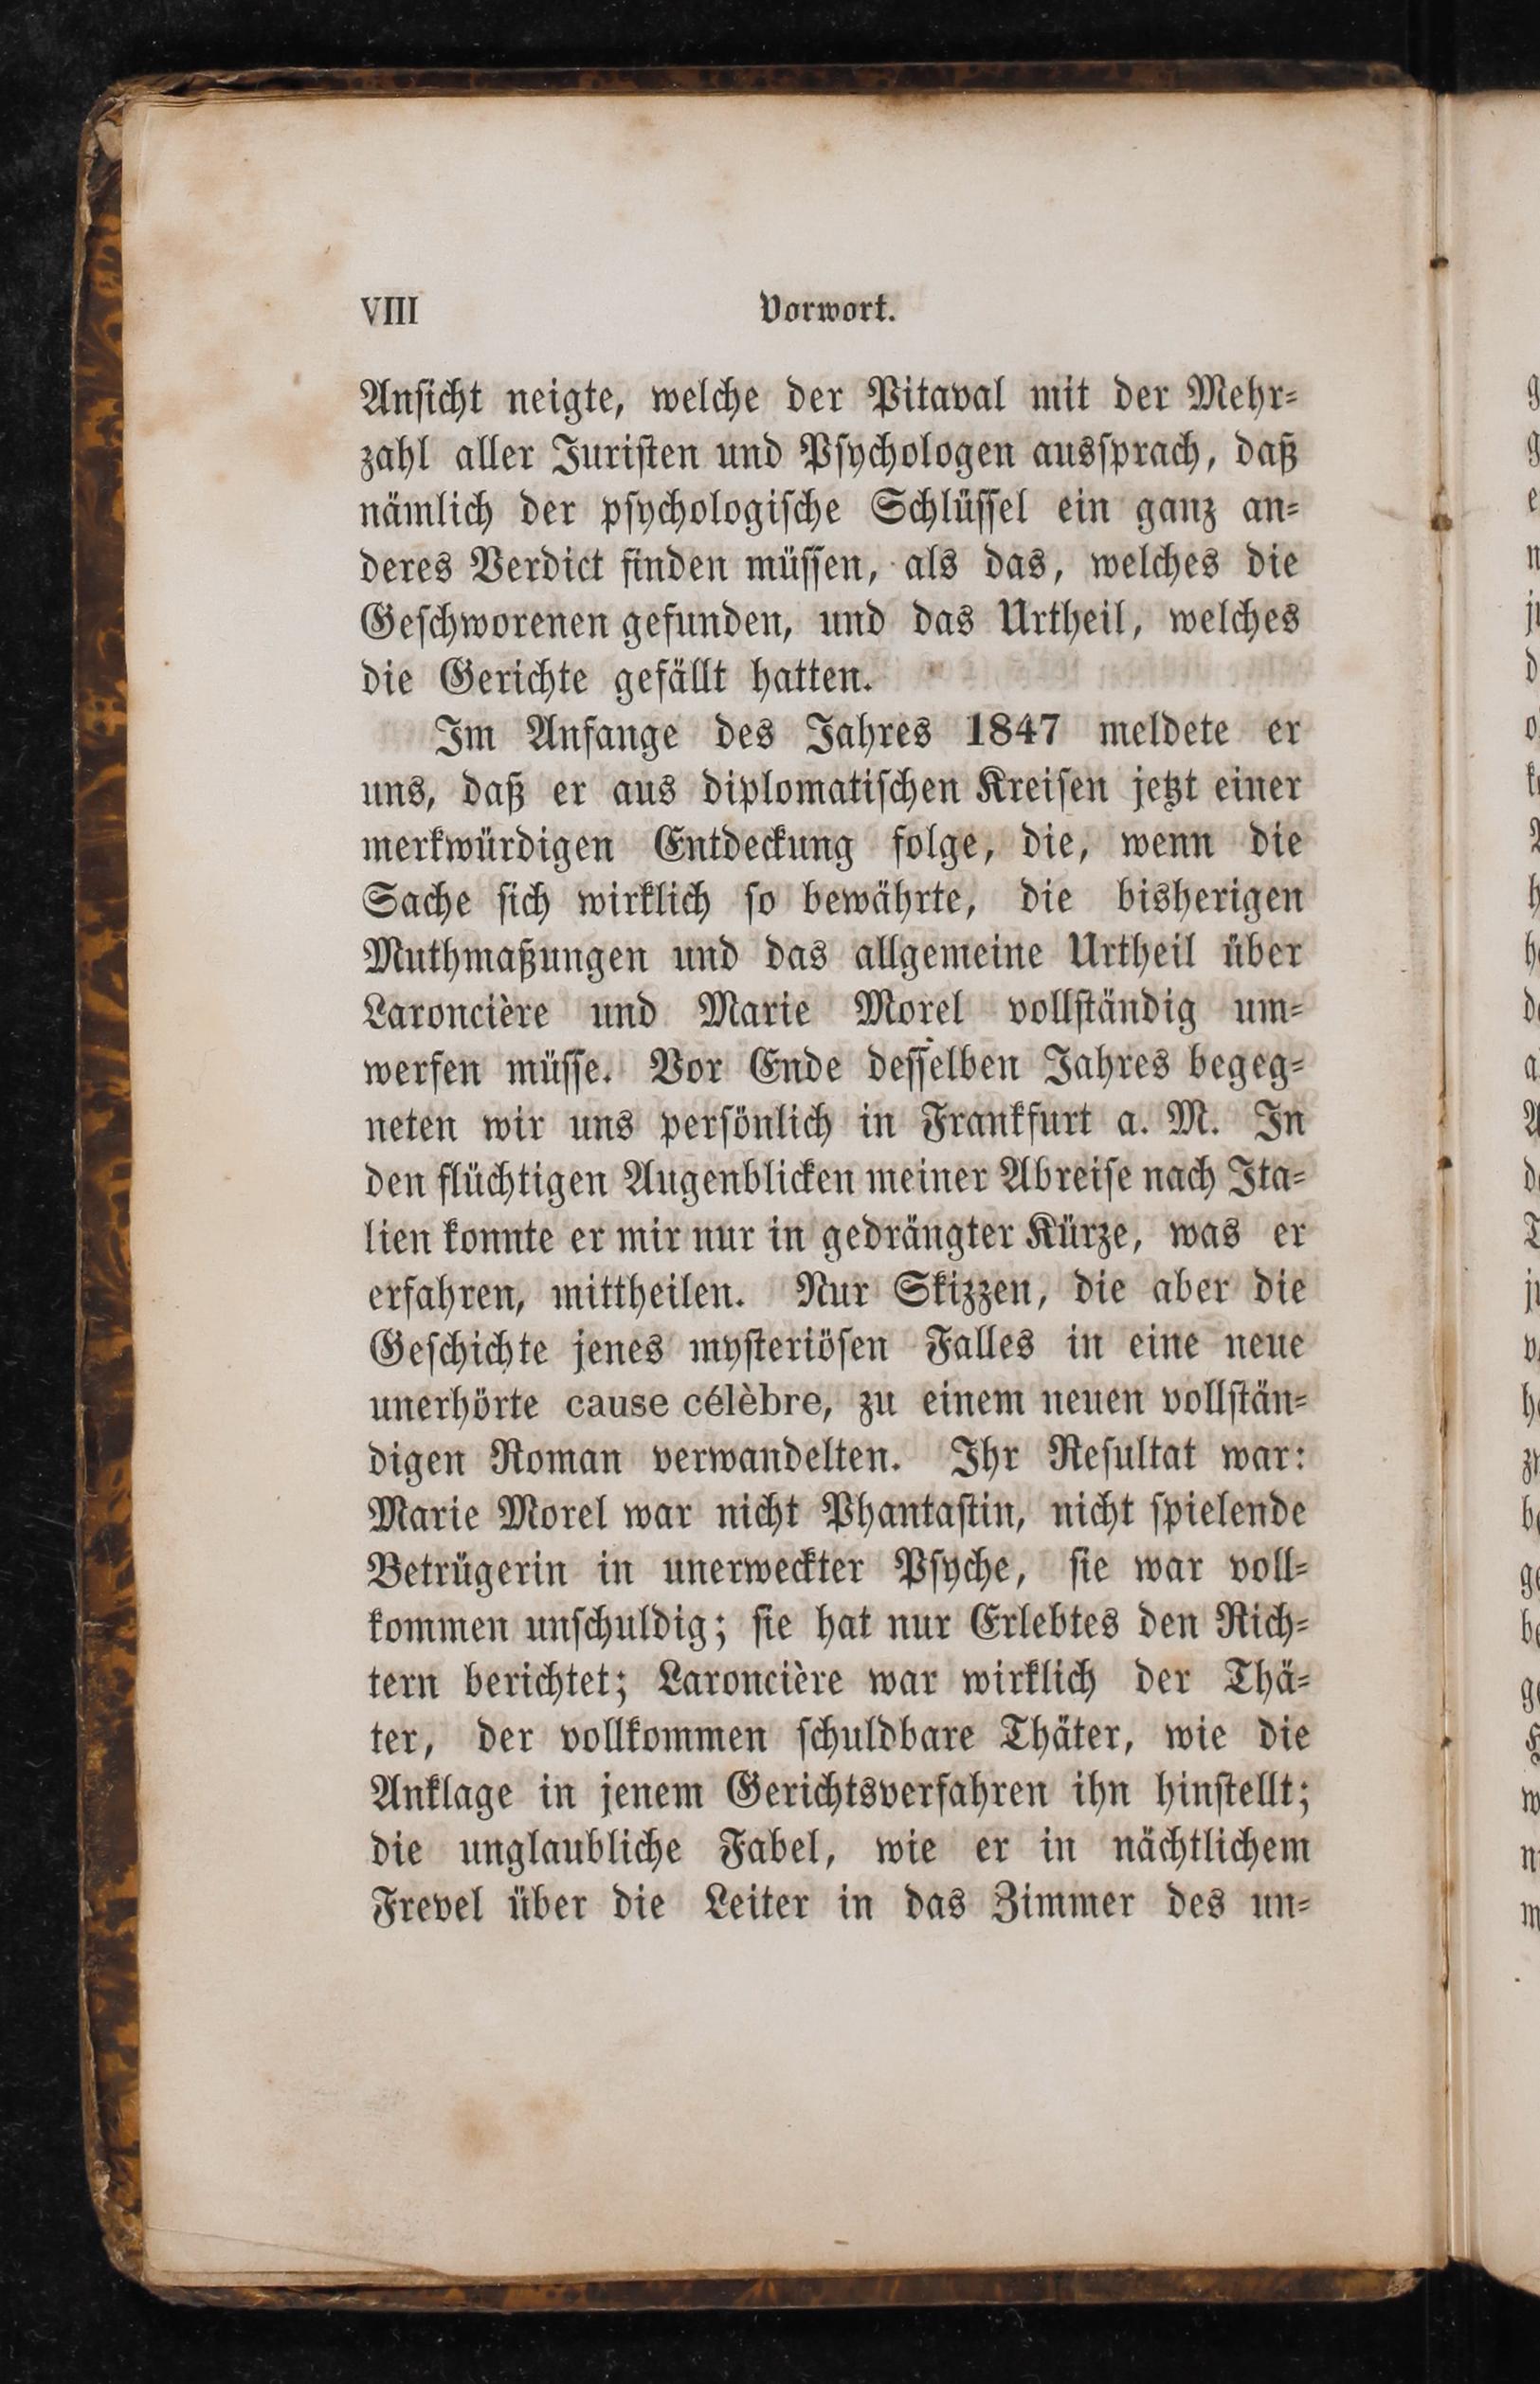 VIII Vorwort.
Ansicht neigte, welche der Pitaval mit der Mehr-
zahl aller Juristen und Psychologen aussprach, daß
nämlich der psychologische Schlüssel ein ganz an-
deres Verdict finden müssen, als das, welches die
Geschworenen gefunden, und das Urtheil, welches
die Gerichte gefällt hatten.
Im Anfange des Jahres 1847 meldete er
uns, daß er aus diplomatischen Kreisen jetzt einer
merkwürdigen Entdeckung folge, die, wenn die
Sache sich wirklich so bewährte, die bisherigen
Muthmaßungen und das allgemeine Urtheil über
Laroncière und Marie Morel vollständig um-
werfen müsse. Vor Ende desselben Jahres begeg-
neten wir uns persönlich in Frankfurt a. M. In
den flüchtigen Augenblicken meiner Abreise nach Ita-
lien konnte er mir nur in gedrängter Kürze, was er
erfahren, mittheilen. Nur Skizzen, die aber die
Geschichte jenes mysteriösen Falles in eine neue
unerhörte cause célèbre, zu einem neuen vollstän-
digen Roman verwandelten. Ihr Resultat war:
Marie Morel war nicht Phantastin, nicht spielende
Betrügerin in unerweckter Psyche, sie war voll-
kommen unschuldig; sie hat nur Erlebtes den Rich-
tern berichtet; Laroncière war wirklich der Thä-
ter, der vollkommen schuldbare Thäter, wie die
Anklage in jenem Gerichtsverfahren ihn hinstellt;
die unglaubliche Fabel, wie er in nächtlichem
Frevel über die Leiter in das Zimmer des un-